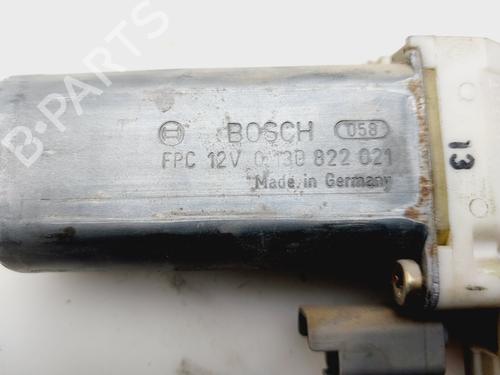 B-PARTS
BOSCH 058
FPC 12V 0 130 822 021
Made in Germany
13